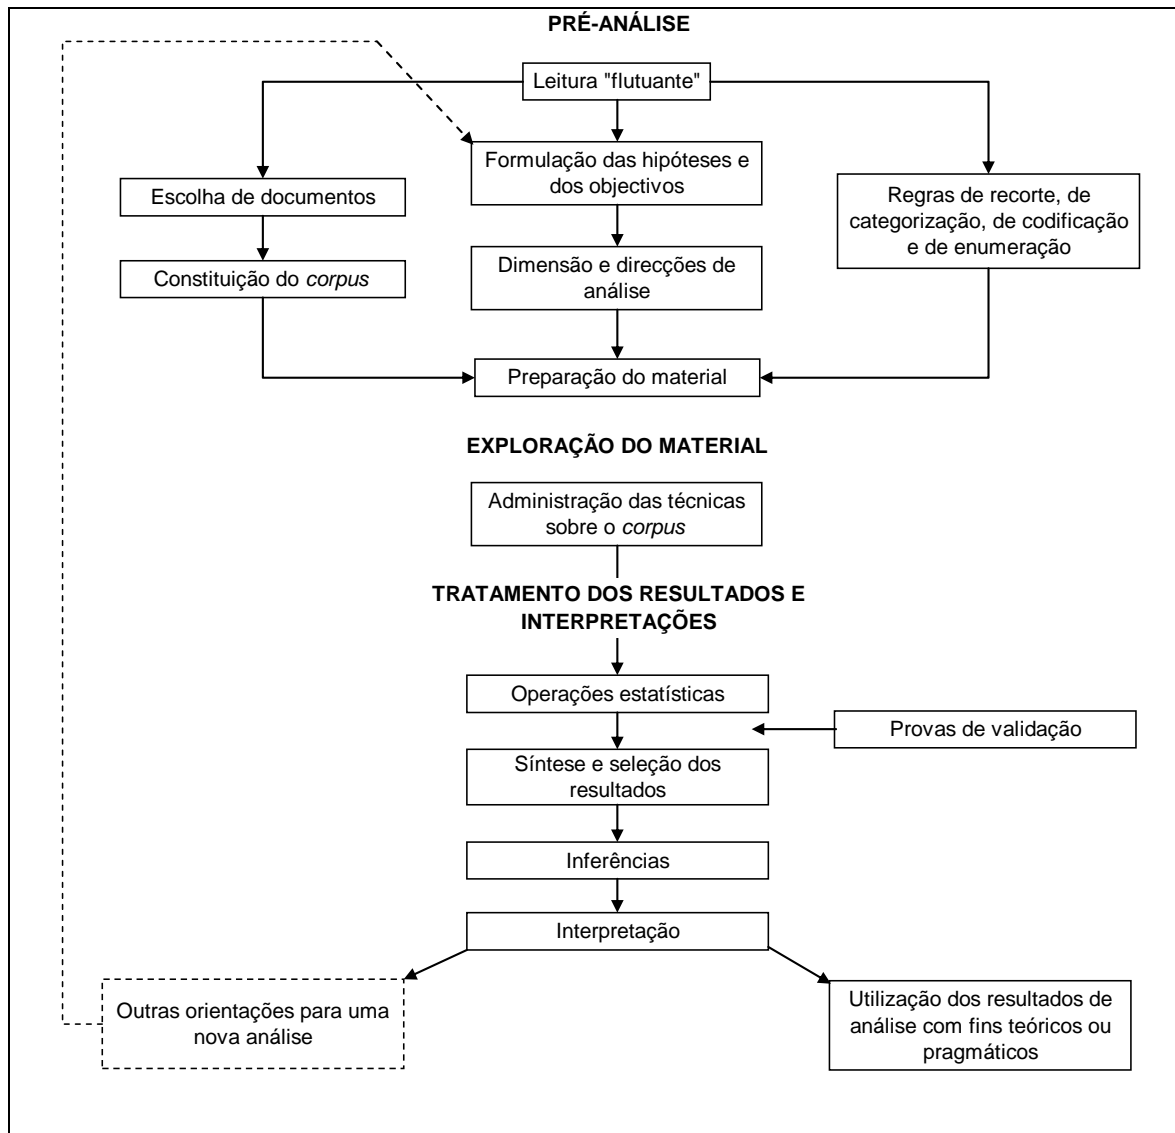 PRÉ-ANÁLISE
Leitura "flutuante"
Formulação das hipóteses e
dos objectivos
Escolha de documentos
Regras de recorte, de
categorização, de codificação
e de enumeração
Constituição do corpus
Dimensão e direcções de
análise
Preparação do material
EXPLORAÇÃO DO MATERIAL
Administração das técnicas
sobre o corpus
TRATAMENTO DOS RESULTADOS E
INTERPRETAÇÕES
Operações estatísticas
Provas de validação
Síntese e seleção dos
resultados
Inferências
Interpretação
Outras orientações para uma
nova análise
Utilização dos resultados de
análise com fins teóricos ou
pragmáticos